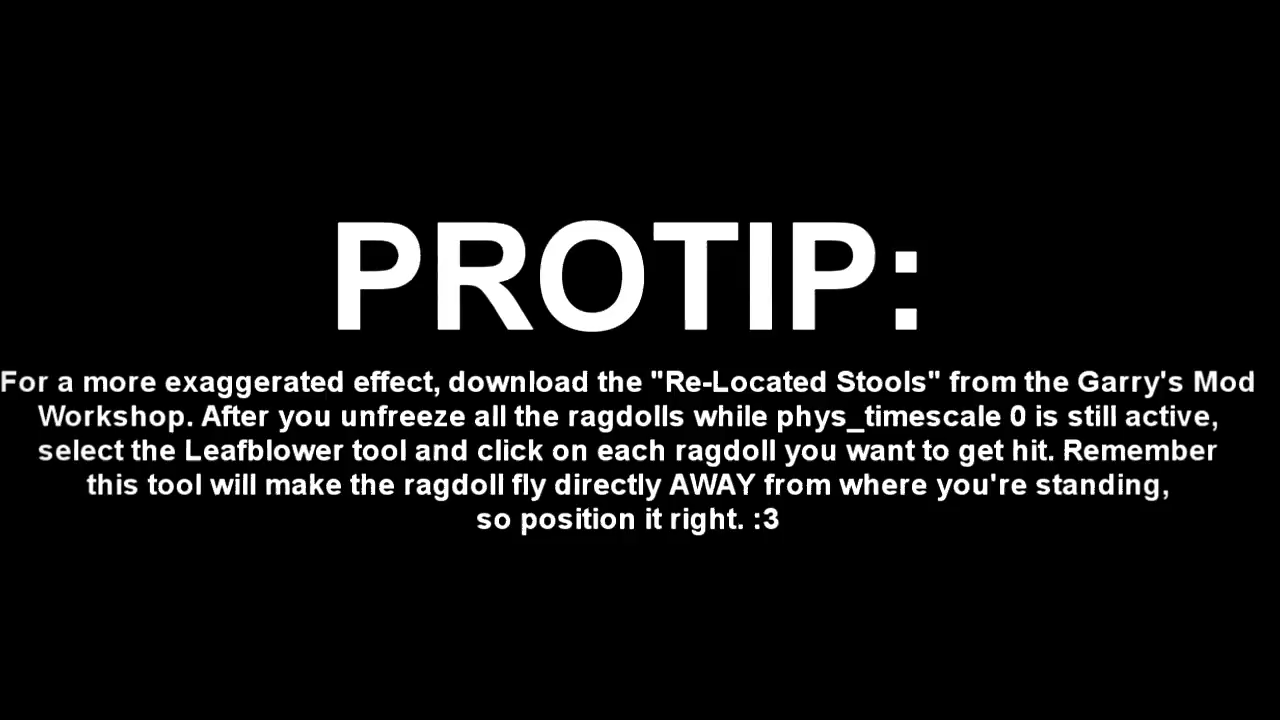 PROTIP:
For a more exaggerated effect, download the "Re-Located Stools" from the Garry's Mod
Workshop. After you unfreeze all the ragdolls while phys_timescale 0 is still active,
select the Leafblower tool and click on each ragdoll you want to get hit. Remember
this tool will make the ragdoll fly directly AWAY from where you're standing,
so position it right. :3